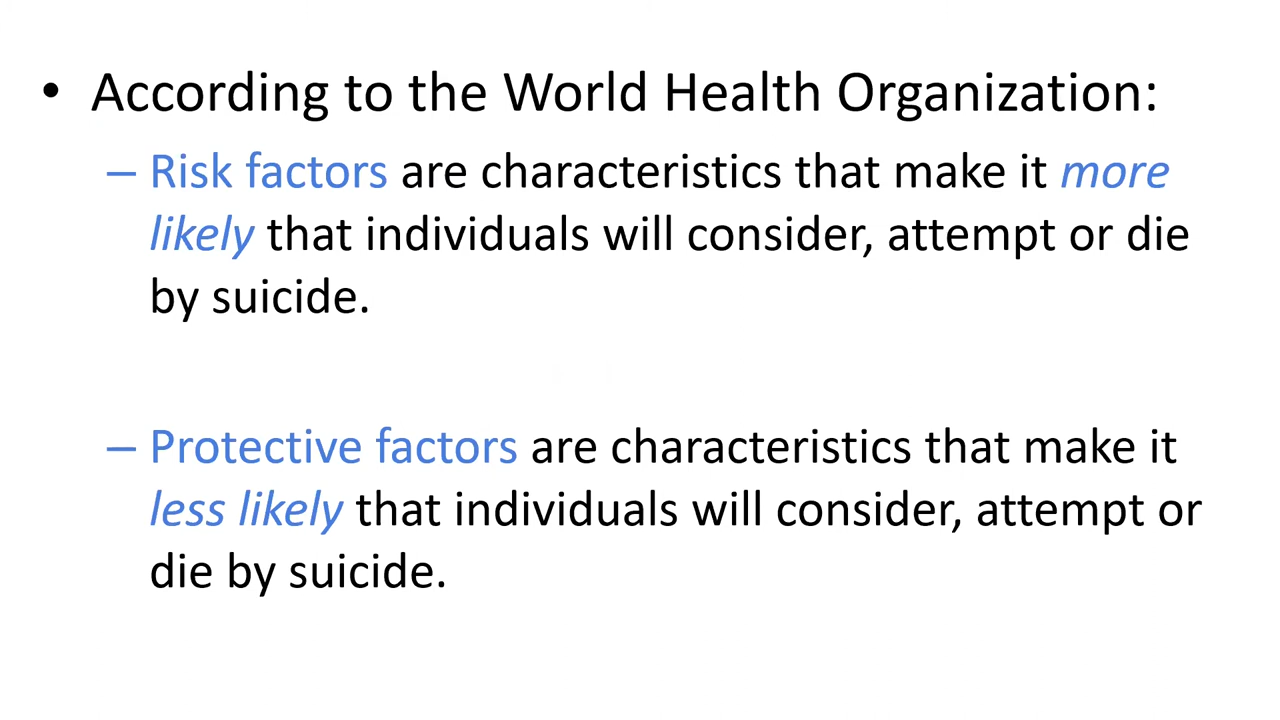 • According to the World Health Organization:
– Risk factors are characteristics that make it more
likely that individuals will consider, attempt or die
by suicide.
– Protective factors are characteristics that make it
less likely that individuals will consider, attempt or
die by suicide.